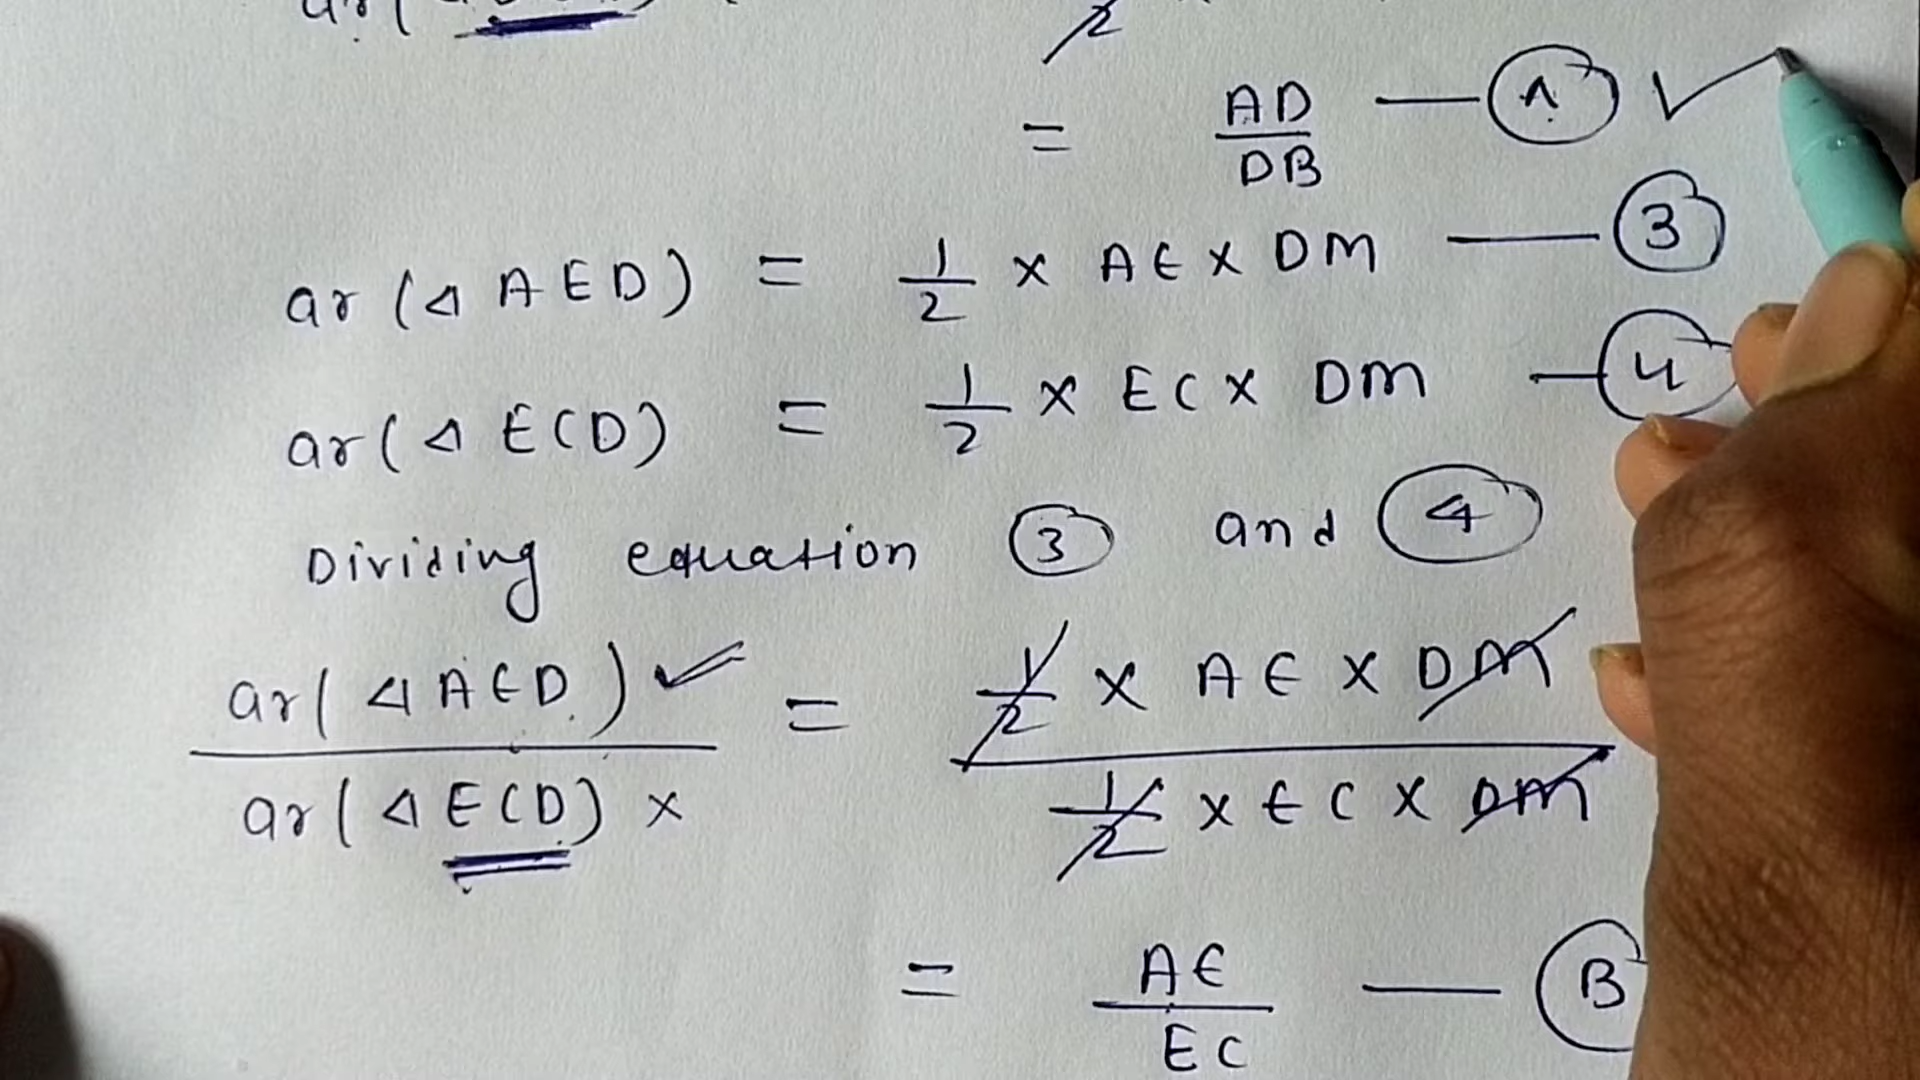 = AD/DB — A ✓
ar(△AED) = 1/2 × AE × DM — 3
ar(△ECD) = 1/2 × EC × DM — 4
Dividing equation 3 and 4
ar(△AED) ✓ / ar(△ECD) × = 1/2 × AE × DM / 1/2 × EC × DM
= AE/EC — B